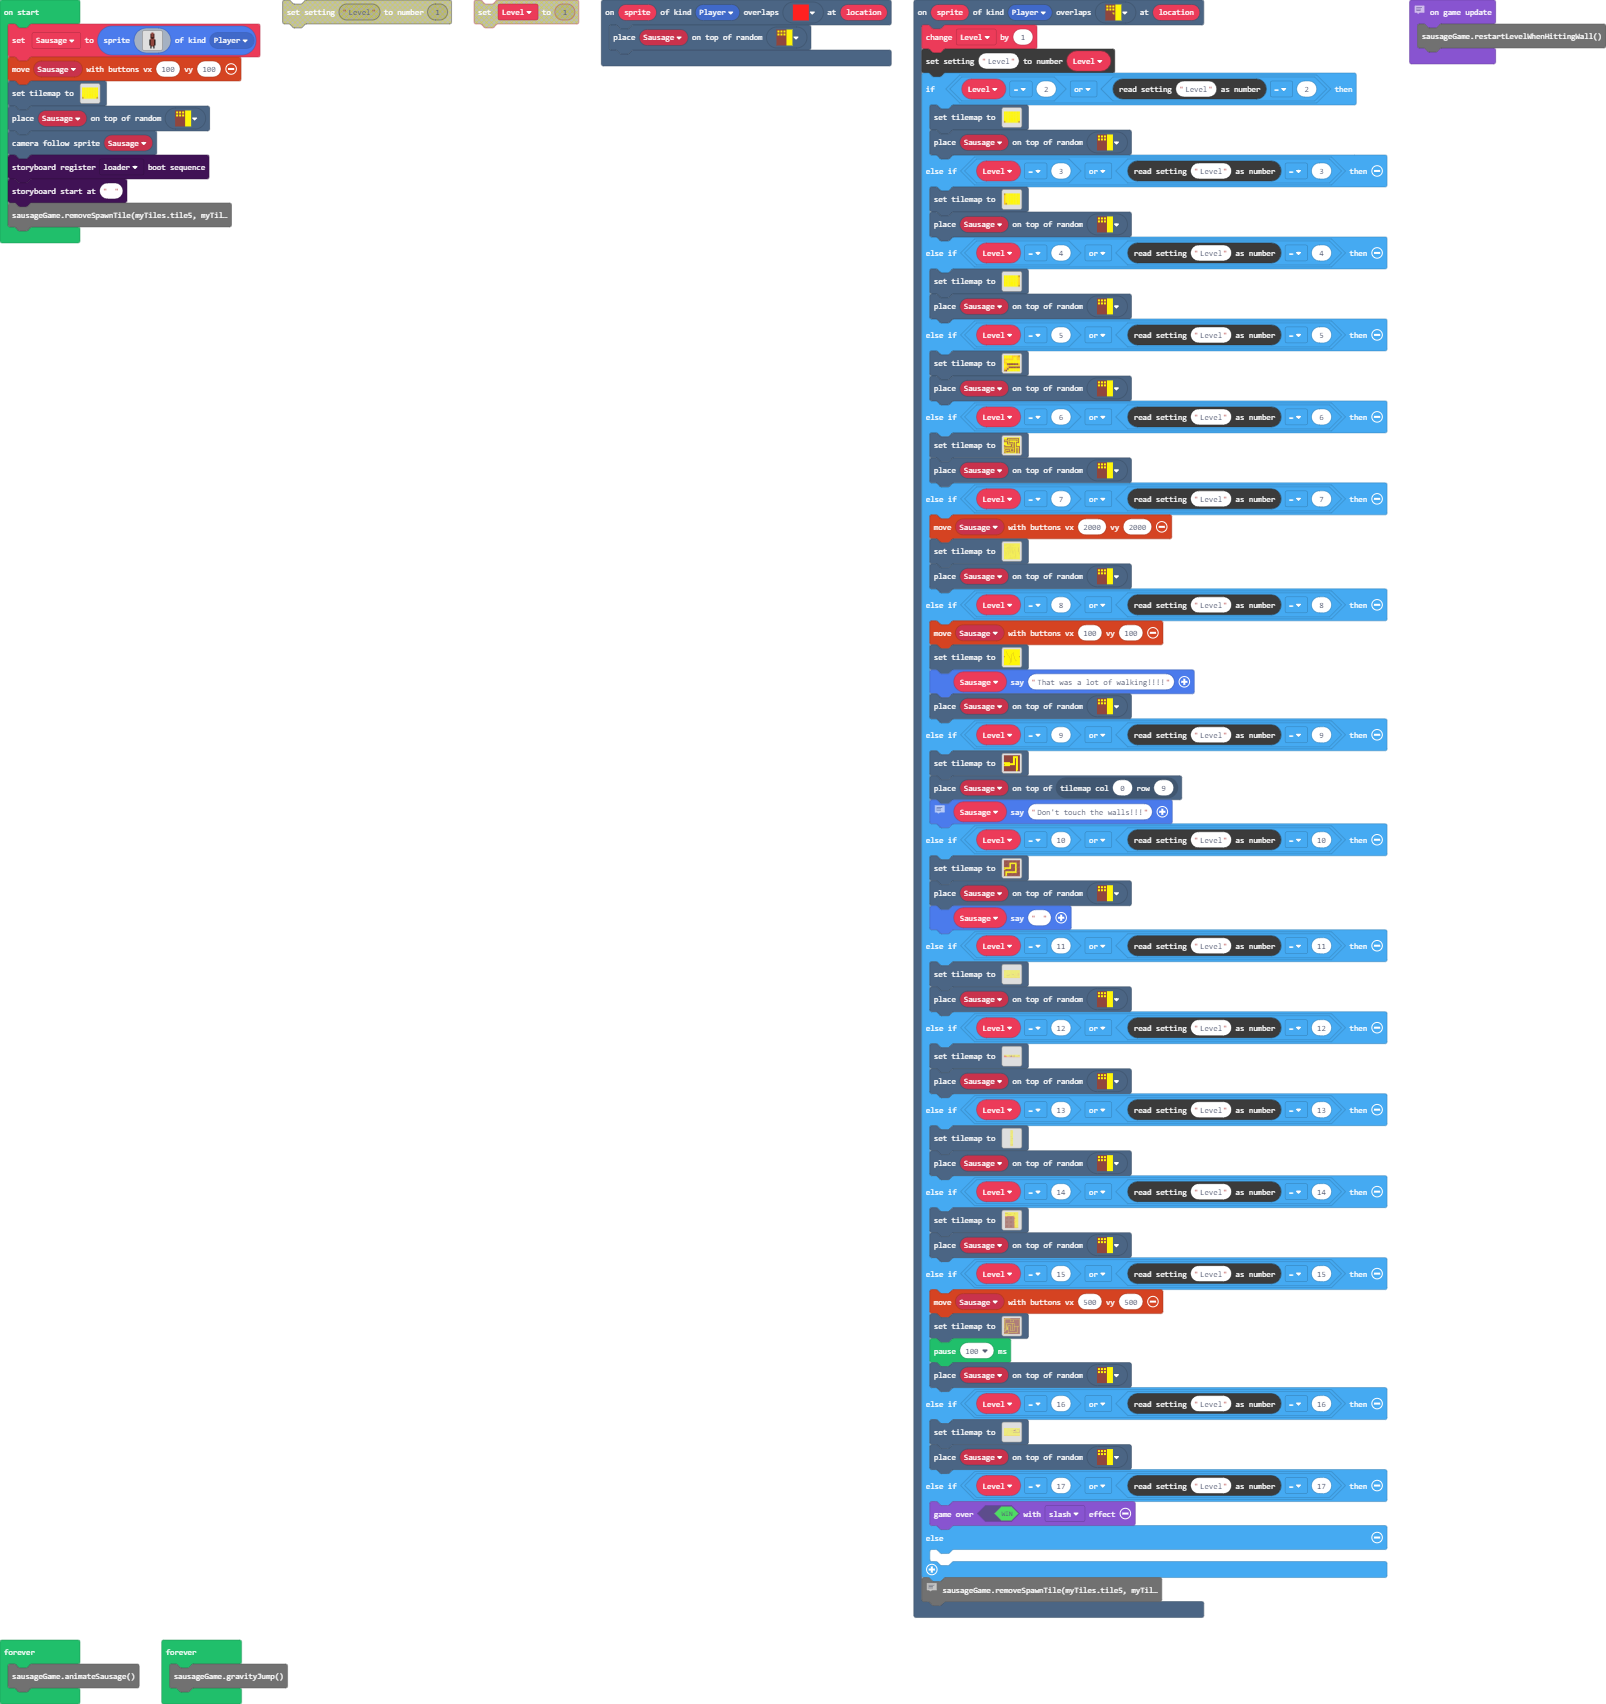 on start
set Sausage to sprite of kind Player
move Sausage with buttons vx 100 vy 100
set tilemap to
place Sausage on top of random
camera follow sprite Sausage
storyboard register loader boot sequence
storyboard start at " "
sausageGame.removeSpawnTile(myTiles.tile5, myTil…
set setting "Level" to number 1
set Level to 1
on sprite of kind Player overlaps at location
place Sausage on top of random
on sprite of kind Player overlaps at location
change Level by 1
set setting "Level" to number Level
if Level = 2 or read setting "Level" as number = 2 then
set tilemap to
place Sausage on top of random
else if Level = 3 or read setting "Level" as number = 3 then
set tilemap to
place Sausage on top of random
else if Level = 4 or read setting "Level" as number = 4 then
set tilemap to
place Sausage on top of random
else if Level = 5 or read setting "Level" as number = 5 then
set tilemap to
place Sausage on top of random
else if Level = 6 or read setting "Level" as number = 6 then
set tilemap to
place Sausage on top of random
else if Level = 7 or read setting "Level" as number = 7 then
move Sausage with buttons vx 2000 vy 2000
set tilemap to
place Sausage on top of random
else if Level = 8 or read setting "Level" as number = 8 then
move Sausage with buttons vx 100 vy 100
set tilemap to
Sausage say "That was a lot of walking!!!!"
place Sausage on top of random
else if Level = 9 or read setting "Level" as number = 9 then
set tilemap to
place Sausage on top of tilemap col 0 row 9
Sausage say "Don't touch the walls!!!"
else if Level = 10 or read setting "Level" as number = 10 then
set tilemap to
place Sausage on top of random
Sausage say " "
else if Level = 11 or read setting "Level" as number = 11 then
set tilemap to
place Sausage on top of random
else if Level = 12 or read setting "Level" as number = 12 then
set tilemap to
place Sausage on top of random
else if Level = 13 or read setting "Level" as number = 13 then
set tilemap to
place Sausage on top of random
else if Level = 14 or read setting "Level" as number = 14 then
set tilemap to
place Sausage on top of random
else if Level = 15 or read setting "Level" as number = 15 then
move Sausage with buttons vx 500 vy 500
set tilemap to
pause 100 ms
place Sausage on top of random
else if Level = 16 or read setting "Level" as number = 16 then
set tilemap to
place Sausage on top of random
else if Level = 17 or read setting "Level" as number = 17 then
game over WIN with slash effect
else
sausageGame.removeSpawnTile(myTiles.tile5, myTil…
on game update
sausageGame.restartLevelWhenHittingWall()
forever
sausageGame.animateSausage()
forever
sausageGame.gravityJump()